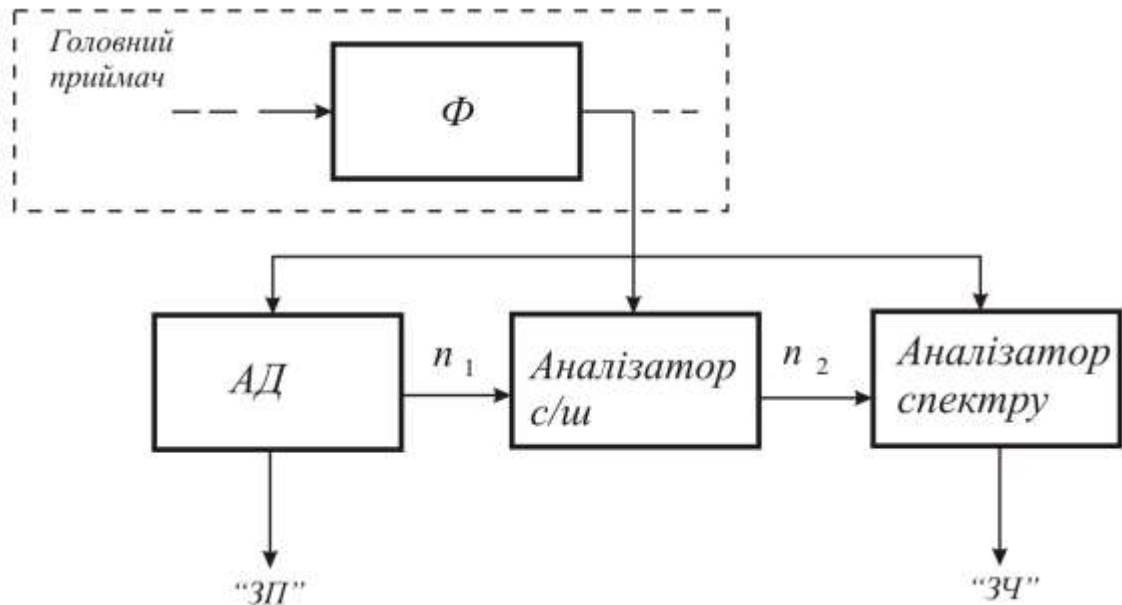 Головний
приймач
Ф
АД
n 1
Аналізатор
с/ш
n 2
Аналізатор
спектру
“ЗП”
“ЗЧ”